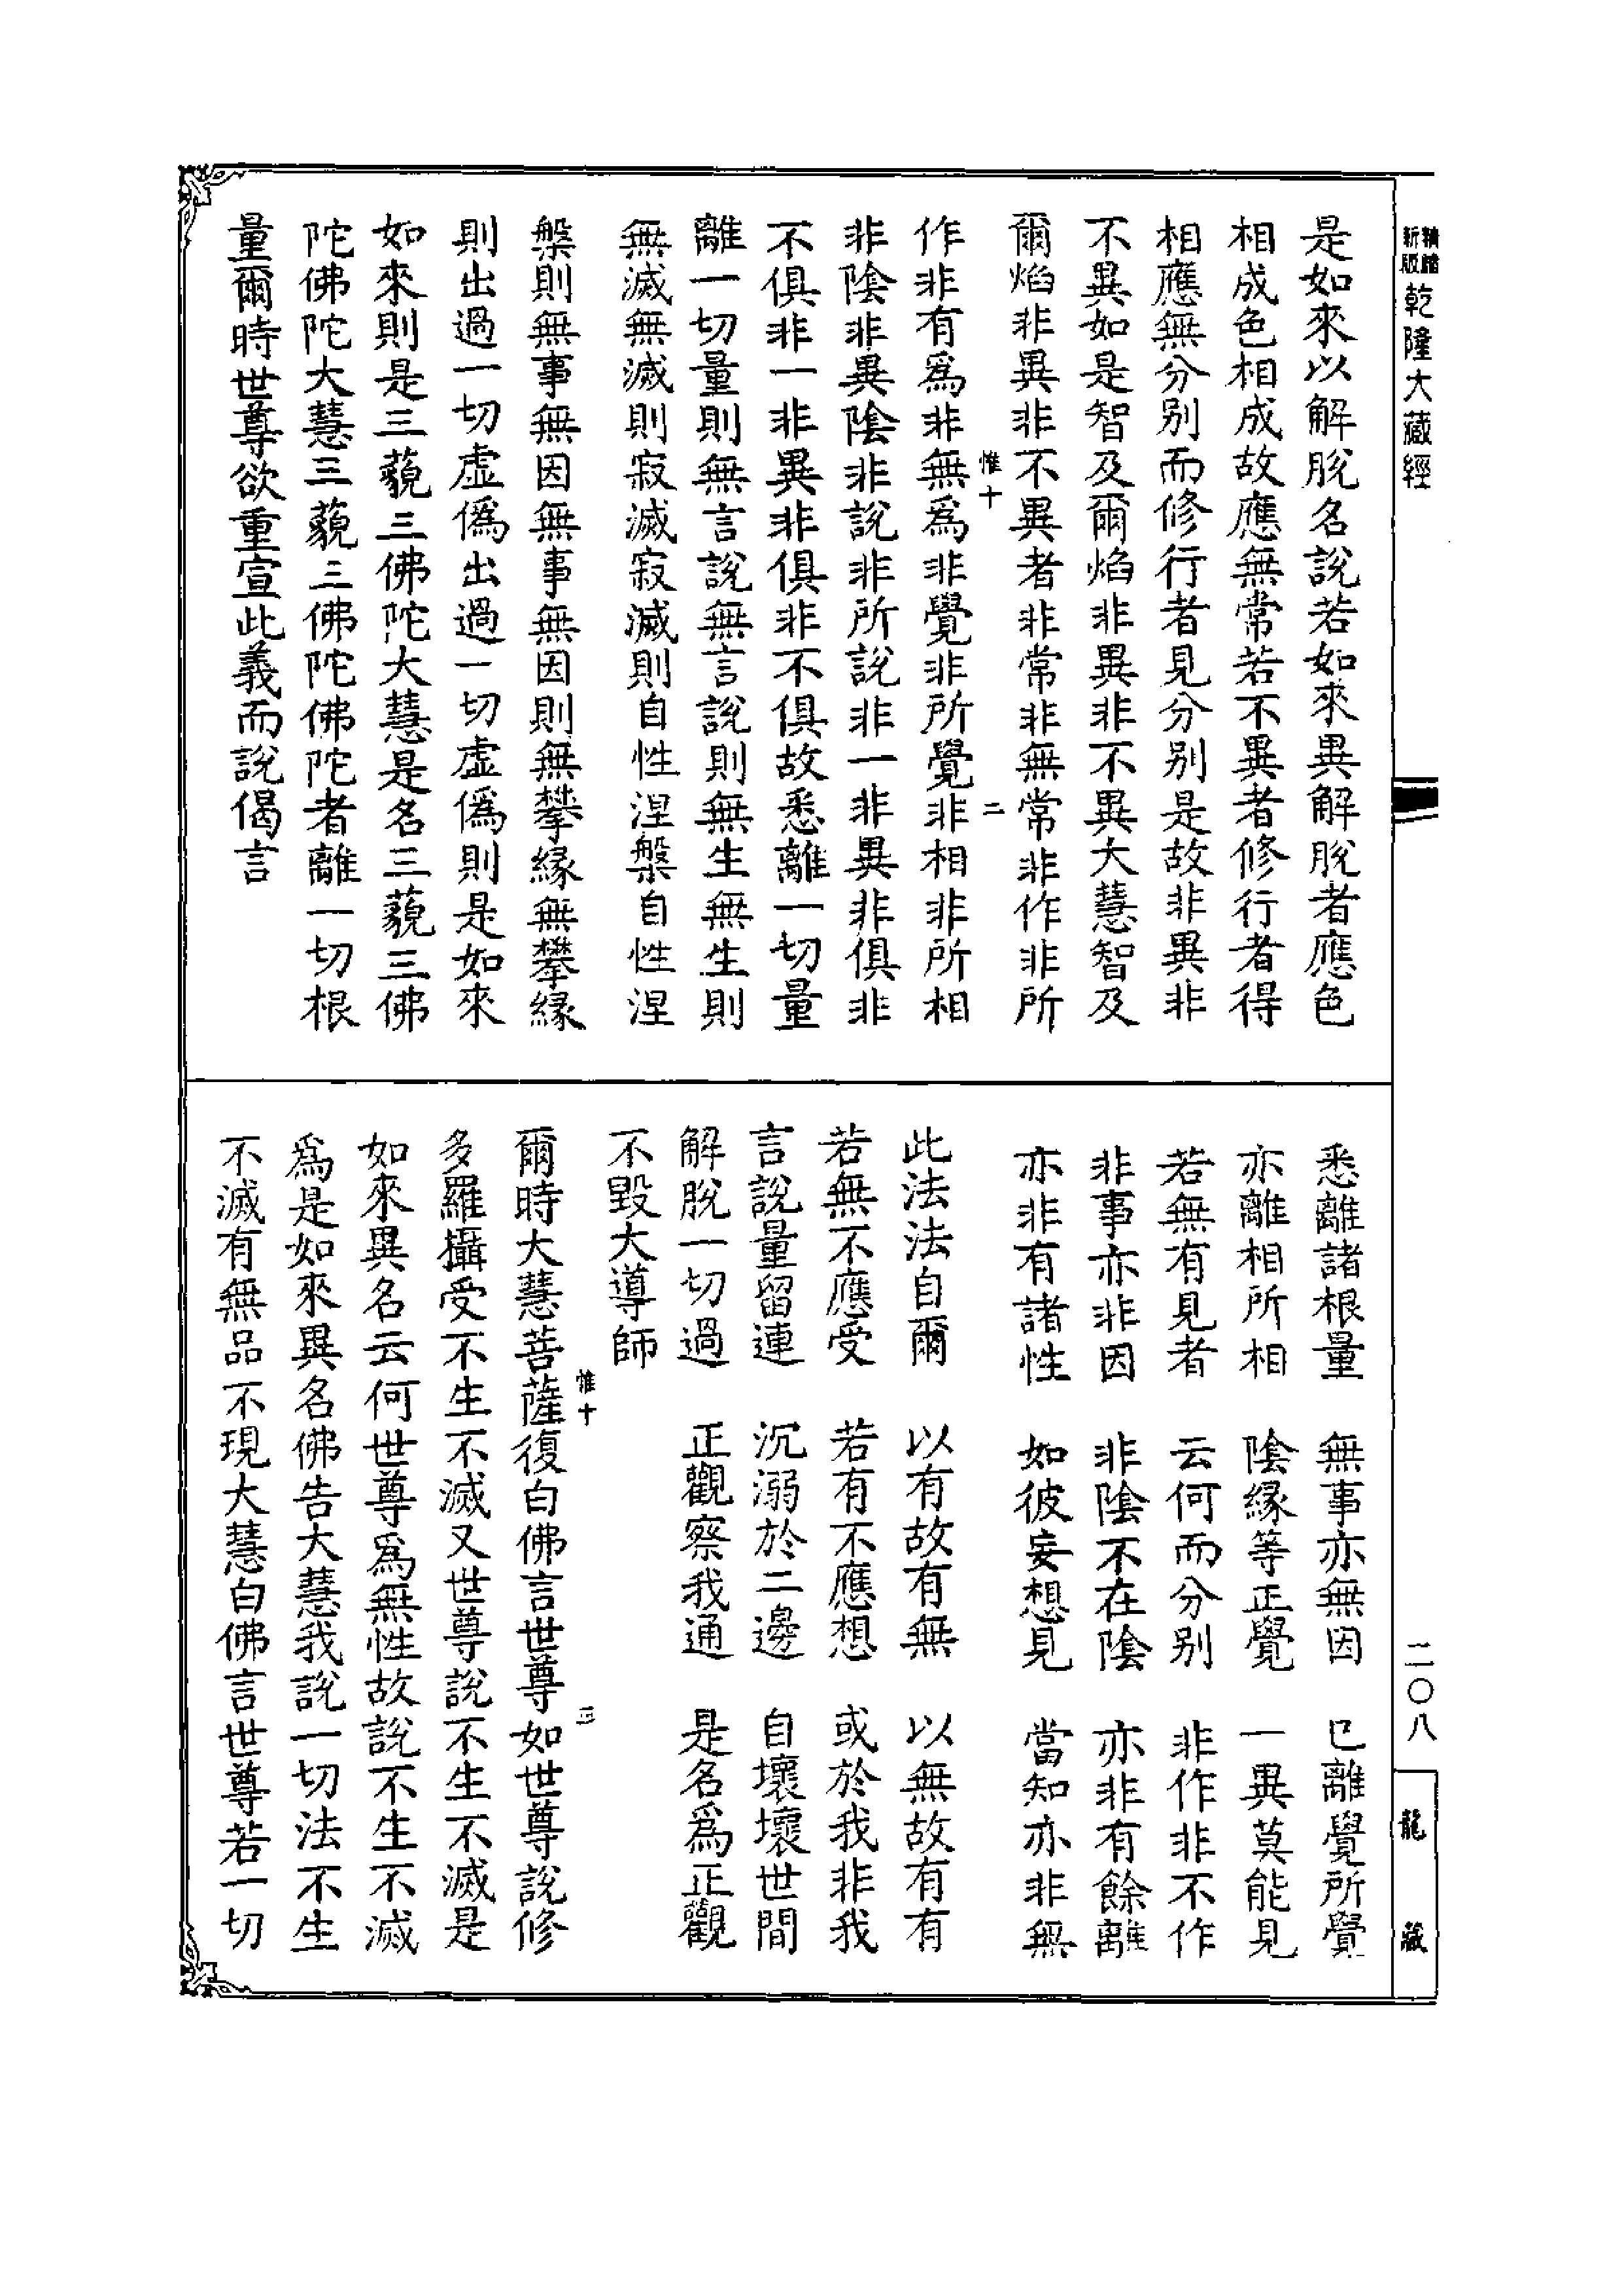 精縮
新版
乾隆大藏經
二〇八
龍藏
是如來以解脫名說若如來異解脫者應色
相成色相成故應無常若不異者修行者得
相應無分別而修行者見分別是故非異非
不異如是智及爾焰非異非不異大慧智及
爾焰非異非不異者非常非無常非作非所
惟十
二
作非有為非無為非覺非所覺非相非所相
非陰非異陰非說非所說非一非異非俱非
不俱非一非異非俱非不俱故悉離一切量
離一切量則無言說無言說則無生無生則
無滅無滅則寂滅寂滅則自性涅槃自性涅
槃則無事無因無事無因則無攀緣無攀緣
則出過一切虛偽出過一切虛偽則是如來
如來則是三藐三佛陀大慧是名三藐三佛
陀佛陀大慧三藐三佛陀佛陀者離一切根
量爾時世尊欲重宣此義而說偈言
悉離諸根量　無事亦無因　已離覺所覺
亦離相所相　陰緣等正覺　一異莫能見
若無有見者　云何而分別　非作非不作
非事亦非因　非陰不在陰　亦非有餘離
亦非有諸性　如彼妄想見　當知亦非無
此法法自爾　以有故有無　以無故有有
若無不應受　若有不應想　或於我非我
言說量留連　沉溺於二邊　自壞壞世間
解脫一切過　正觀察我通　是名為正觀
不毀大導師
惟十
三
爾時大慧菩薩復白佛言世尊如世尊說修
多羅攝受不生不滅又世尊說不生不滅是
如來異名云何世尊為無性故說不生不滅
為是如來異名佛告大慧我說一切法不生
不滅有無品不現大慧白佛言世尊若一切